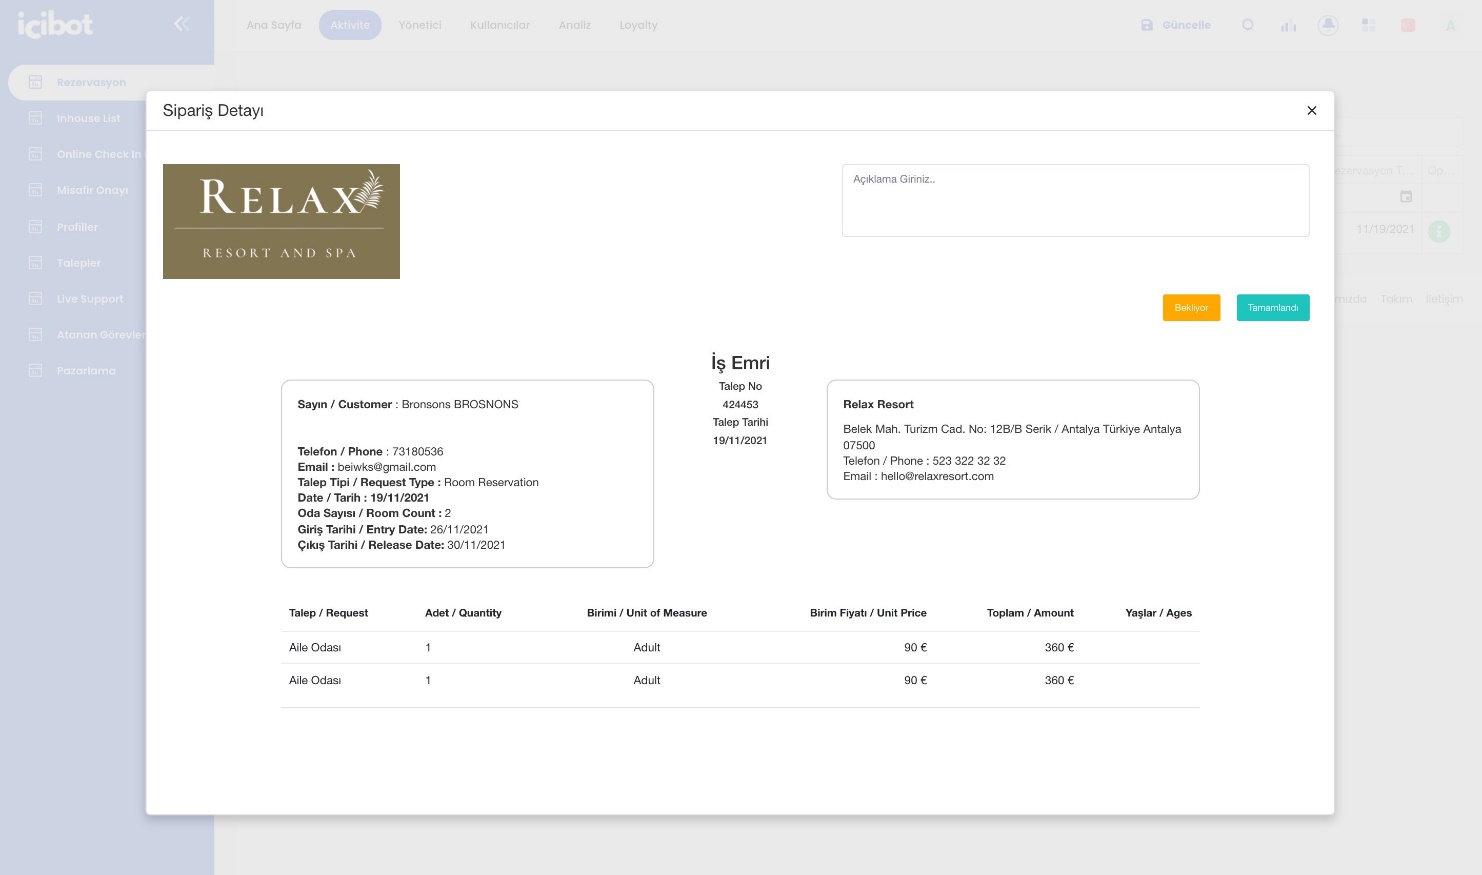 icibot
Ana Sayfa
Aktivite
Yönetici
Kullanıcılar
Analiz
Loyalty
Güncelle
A
Rezervasyon
Inhouse List
Online Check In
Misafir Onayı
Profiller
Talepler
Live Support
Atanan Görevler
Pazarlama
Sipariş Detayı
RELAX
RESORT AND SPA
Açıklama Giriniz..
Op...
11/19/2021
Takım
İletişim
Bekliyor
Tamamlandı
İş Emri
Talep No
424453
Talep Tarihi
19/11/2021
Sayın / Customer : Bronsons BROSNONS
Telefon / Phone : 73180536
Email : beiwks@gmail.com
Talep Tipi / Request Type : Room Reservation
Date / Tarih : 19/11/2021
Oda Sayısı / Room Count : 2
Giriş Tarihi / Entry Date: 26/11/2021
Çıkış Tarihi / Release Date: 30/11/2021
Relax Resort
Belek Mah. Turizm Cad. No: 12B/B Serik / Antalya Türkiye Antalya
07500
Telefon / Phone : 523 322 32 32
Email : hello@relaxresort.com
Talep / Request Adet / Quantity Birimi / Unit of Measure Birim Fiyatı / Unit Price Toplam / Amount Yaşlar / Ages
Aile Odası 1 Adult 90 € 360 €
Aile Odası 1 Adult 90 € 360 €